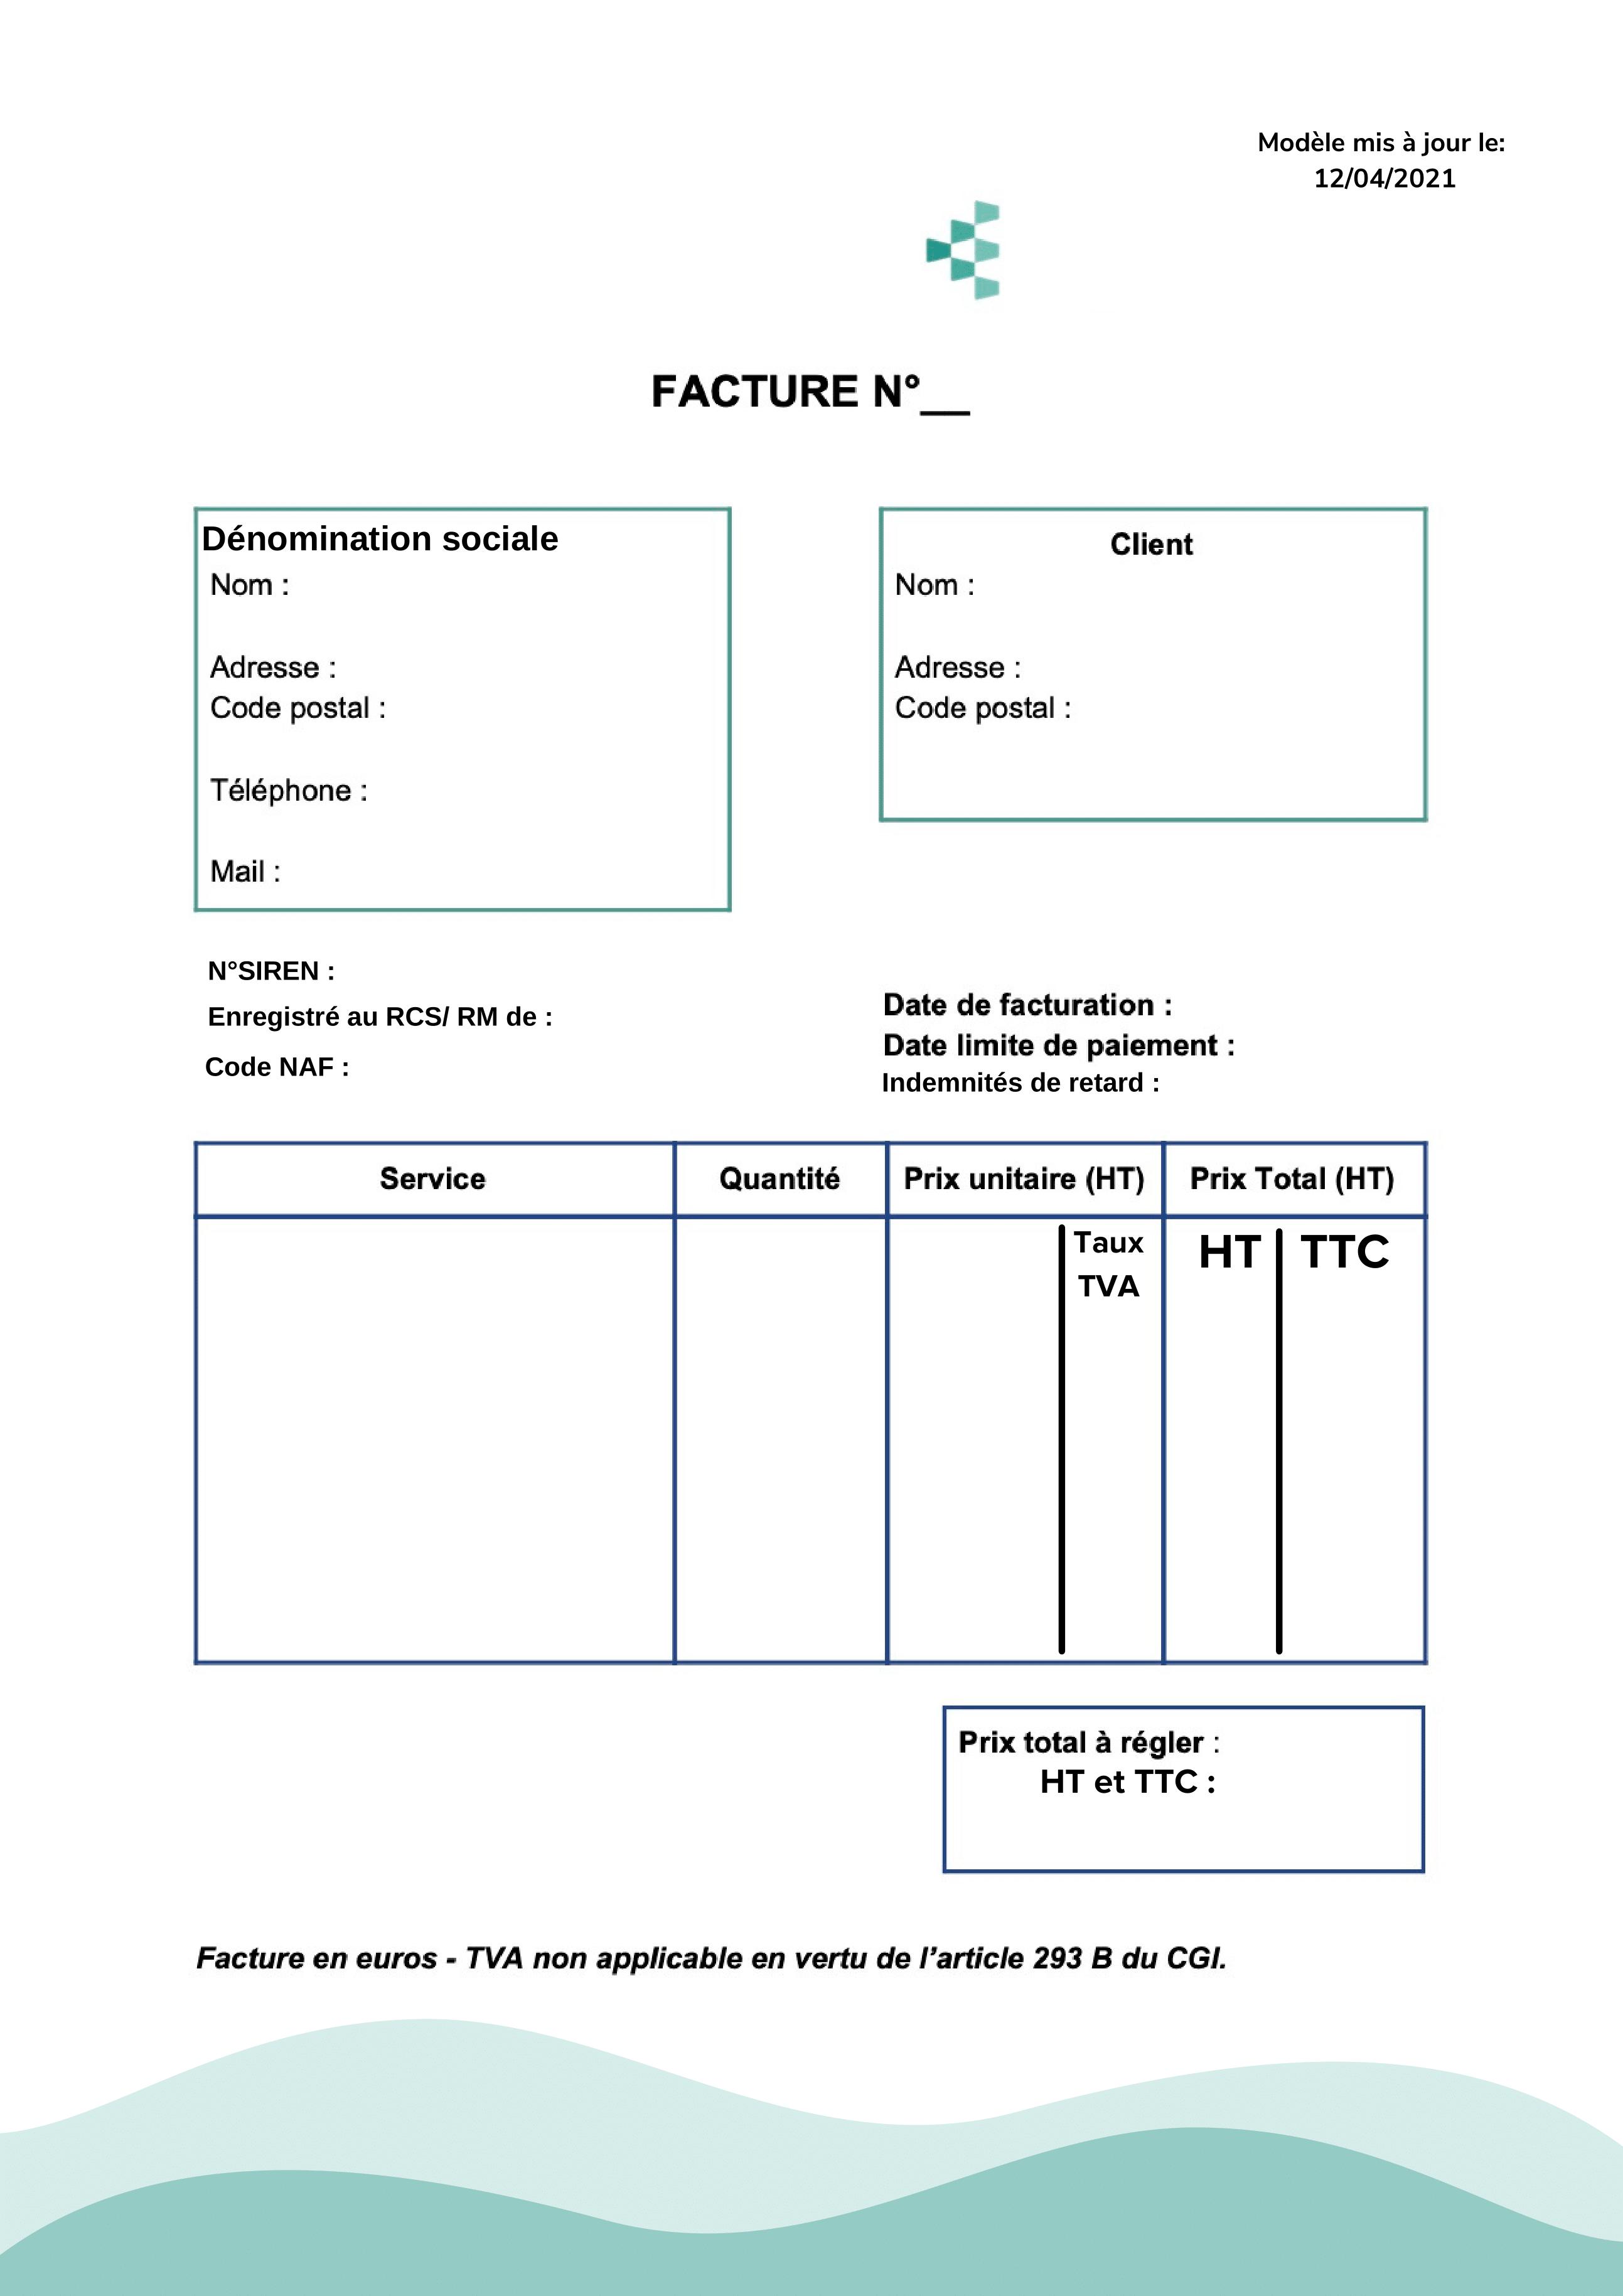 Modèle mis à jour le:
12/04/2021
FACTURE N°__
Dénomination sociale
Nom :
Adresse :
Code postal :
Téléphone :
Mail :
Client
Nom :
Adresse :
Code postal :
N°SIREN :
Enregistré au RCS/ RM de :
Code NAF :
Date de facturation :
Date limite de paiement :
Indemnités de retard :
Service Quantité Prix unitaire (HT) Prix Total (HT)
Taux HT TTC
TVA
Prix total à régler :
HT et TTC :
Facture en euros - TVA non applicable en vertu de l’article 293 B du CGI.